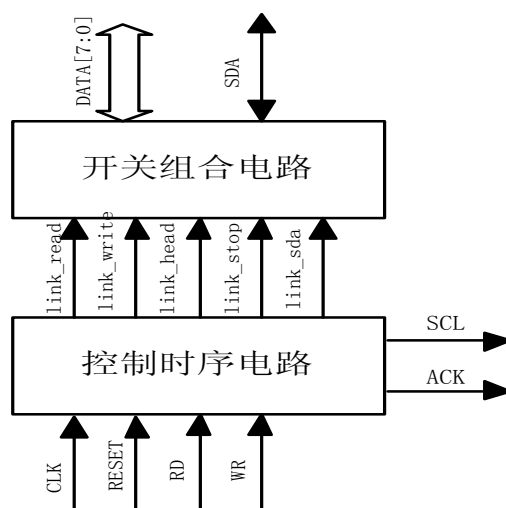 DATA[7:0]
SDA
开关组合电路
link_read
link_write
link_head
link_stop
link_sda
控制时序电路
SCL
ACK
CLK
RESET
RD
WR